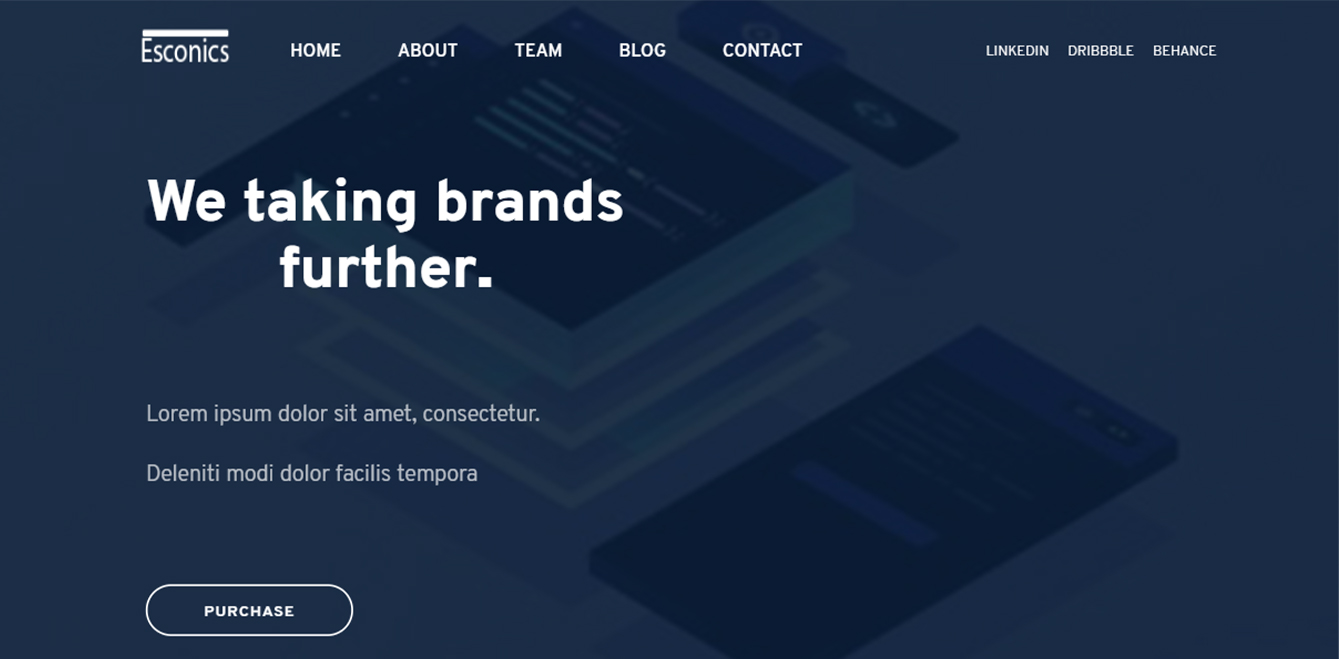 Esconics
HOME ABOUT TEAM BLOG CONTACT
LINKEDIN DRIBBBLE BEHANCE
We taking brands
further.
Lorem ipsum dolor sit amet, consectetur.
Deleniti modi dolor facilis tempora
PURCHASE